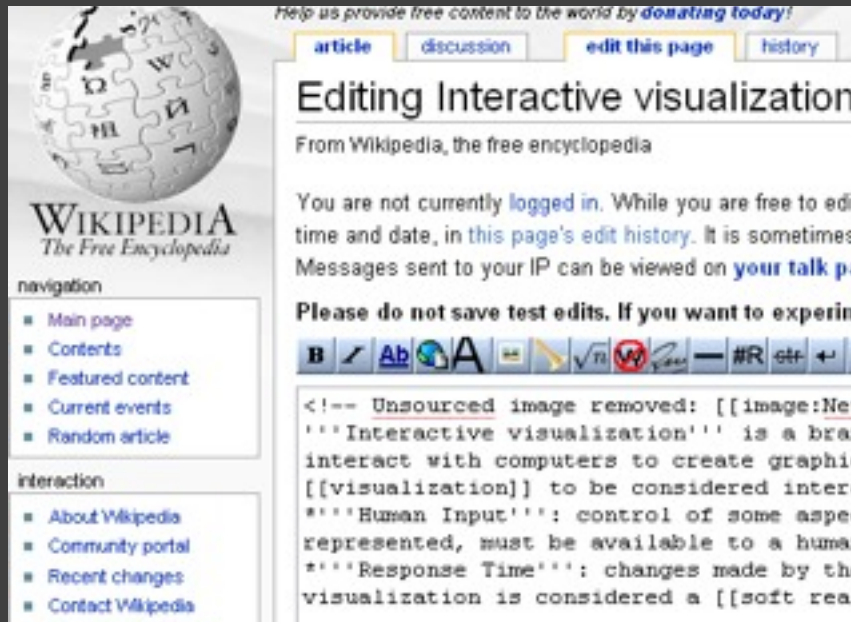 Help us provide free content to the world by donating today!
article discussion edit this page history
Editing Interactive visualization
From Wikipedia, the free encyclopedia
You are not currently logged in. While you are free to edi
time and date, in this page's edit history. It is sometimes
Messages sent to your IP can be viewed on your talk pa
Please do not save test edits. If you want to experin
B I Ab A √n W #R str
<!-- Unsourced image removed: [[image:Ne
'''Interactive visualization''' is a bra
interact with computers to create graphi
[[visualization]] to be considered inter
*'''Human Input''': control of some aspe
represented, must be available to a huma
*'''Response Time''': changes made by th
visualization is considered a [[soft rea
WIKIPEDIA
The Free Encyclopedia
navigation
Main page
Contents
Featured content
Current events
Random article
interaction
About Wikipedia
Community portal
Recent changes
Contact Wikipedia